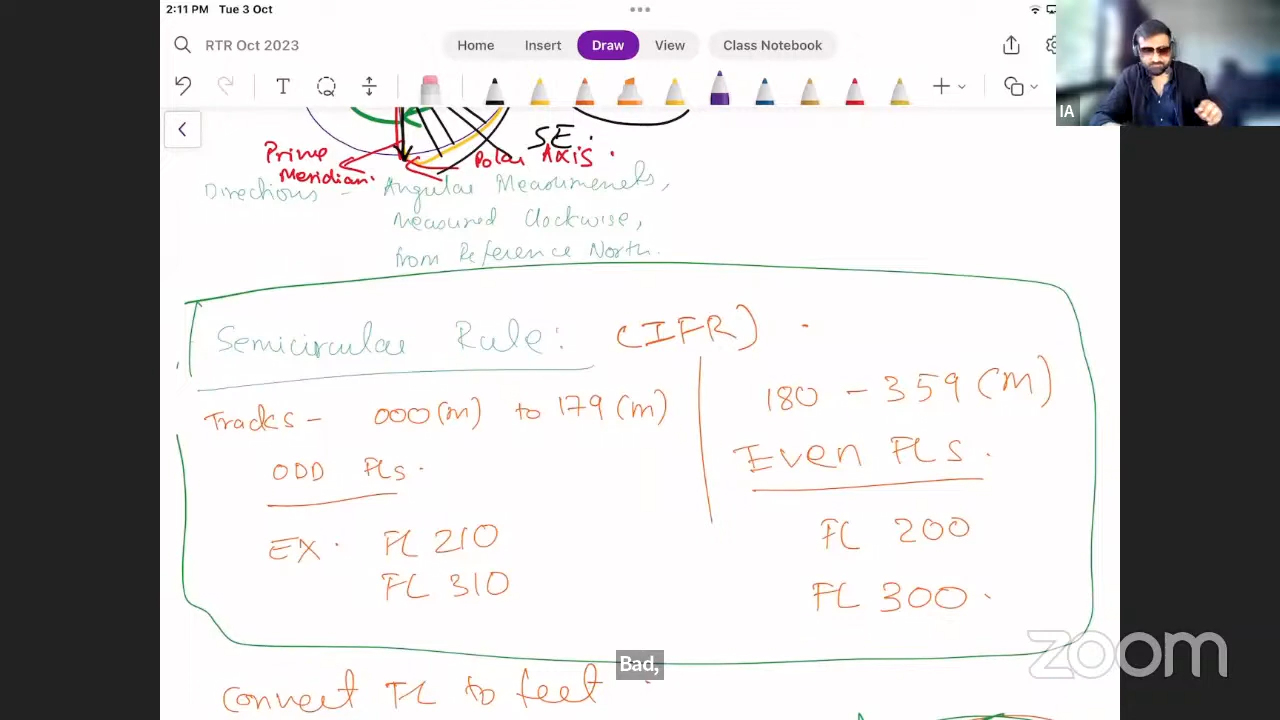 2:11 PM Tue 3 Oct
RTR Oct 2023
Home Insert Draw View Class Notebook
IA
SE.
Prime
Meridian.
Polar Axis.
Directions - Angular Measurmenets,
Measured Clockwise,
from Reference North.
Semicircular Rule: (IFR)
Tracks - 000(m) to 179(m)
180 - 359(m)
ODD FLs.
Even FLs.
EX. FL 210
FL 310
FL 200
FL 300.
zoom
Bad,
Convert FL to feet :